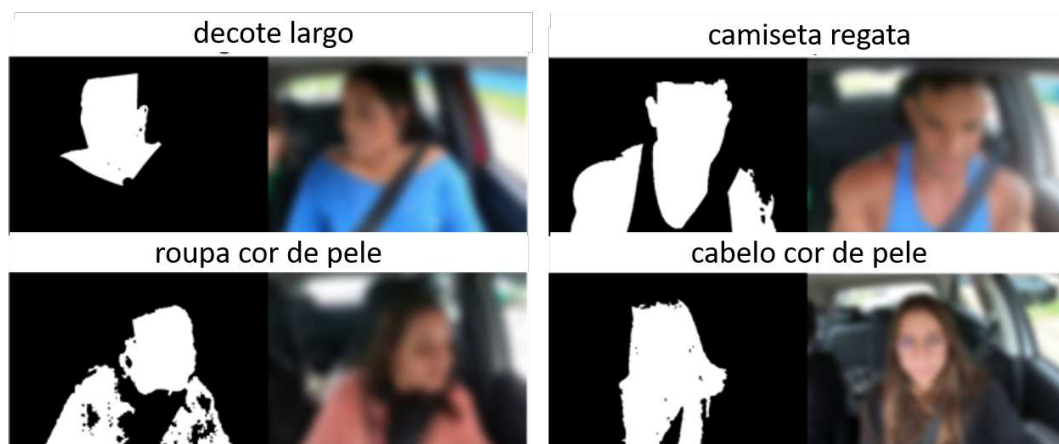 decote largo
camiseta regata
roupa cor de pele
cabelo cor de pele